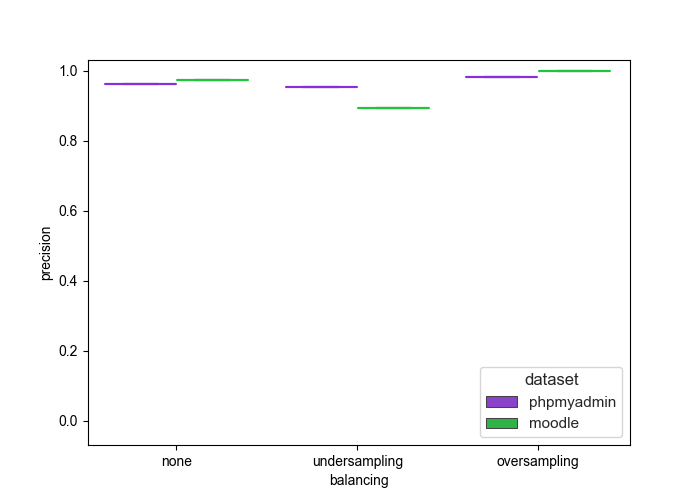 1.0
0.8
0.6
0.4
0.2
0.0
precision
none
undersampling
oversampling
balancing
dataset
phpmyadmin
moodle